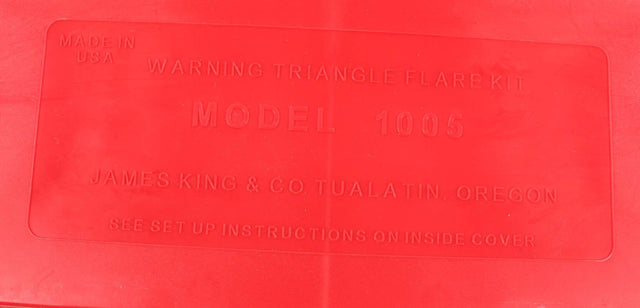 MADE IN
USA
WARNING TRIANGLE FLARE KIT
MODEL 1005
JAMES KING & CO TUALATIN, OREGON
SEE SET UP INSTRUCTIONS ON INSIDE COVER